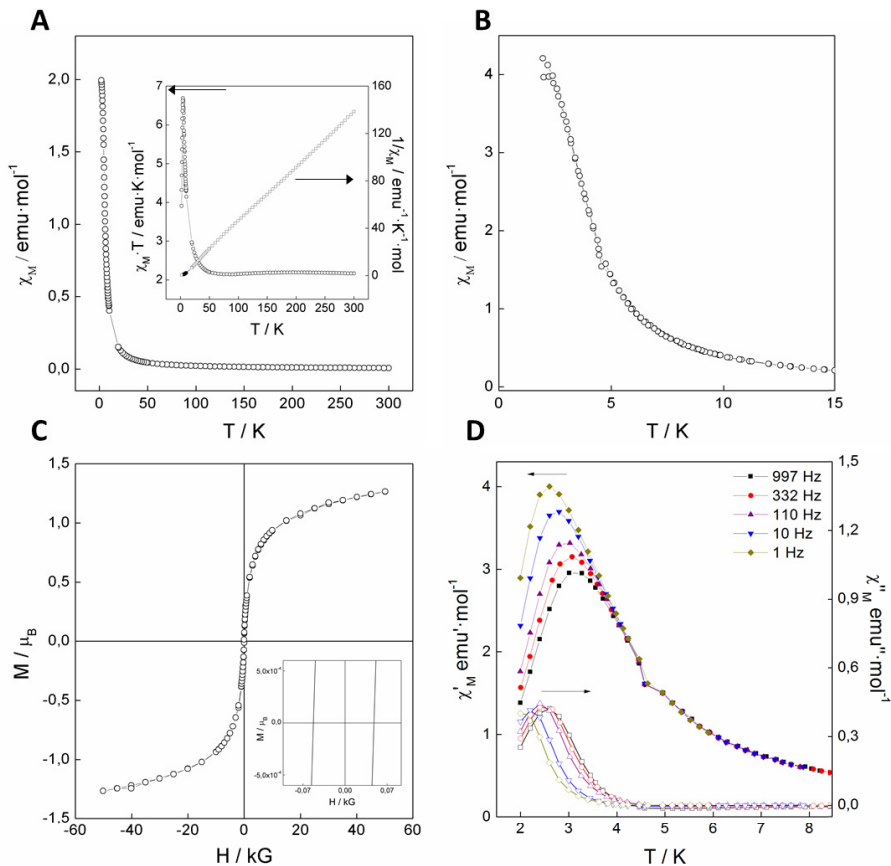 A
χM / emu·mol-1
2,0
1,5
1,0
0,5
0,0
0 50 100 150 200 250 300
T / K
χM·T / emu·K·mol-1
7
6
5
4
3
2
160
120
80
40
0
1/χM / emu-1·K-1·mol
0 50 100 150 200 250 300
T / K
B
χM / emu·mol-1
4
3
2
1
0
0 5 10 15
T / K
C
M / μB
1,5
1,0
0,5
0,0
-0,5
-1,0
-1,5
-60 -40 -20 0 20 40 60
H / kG
M / μB
5,0x10-4
0,0
-5,0x10-4
-0,07 0,00 0,07
H / kG
D
χ'M emu'·mol-1
4
3
2
1
0
997 Hz
332 Hz
110 Hz
10 Hz
1 Hz
1,5
1,2
0,9
0,6
0,3
0,0
χ''M emu''·mol-1
2 3 4 5 6 7 8
T / K